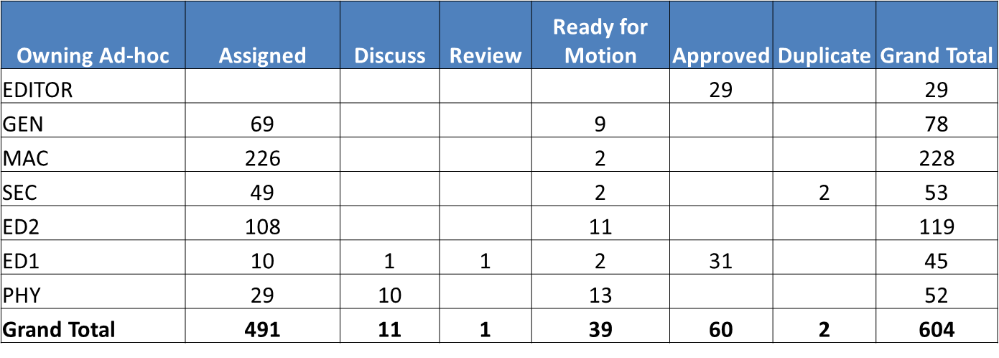 Owning Ad-hoc Assigned Discuss Review Ready for Motion Approved Duplicate Grand Total
EDITOR 29 29
GEN 69 9 78
MAC 226 2 228
SEC 49 2 2 53
ED2 108 11 119
ED1 10 1 1 2 31 45
PHY 29 10 13 52
Grand Total 491 11 1 39 60 2 604